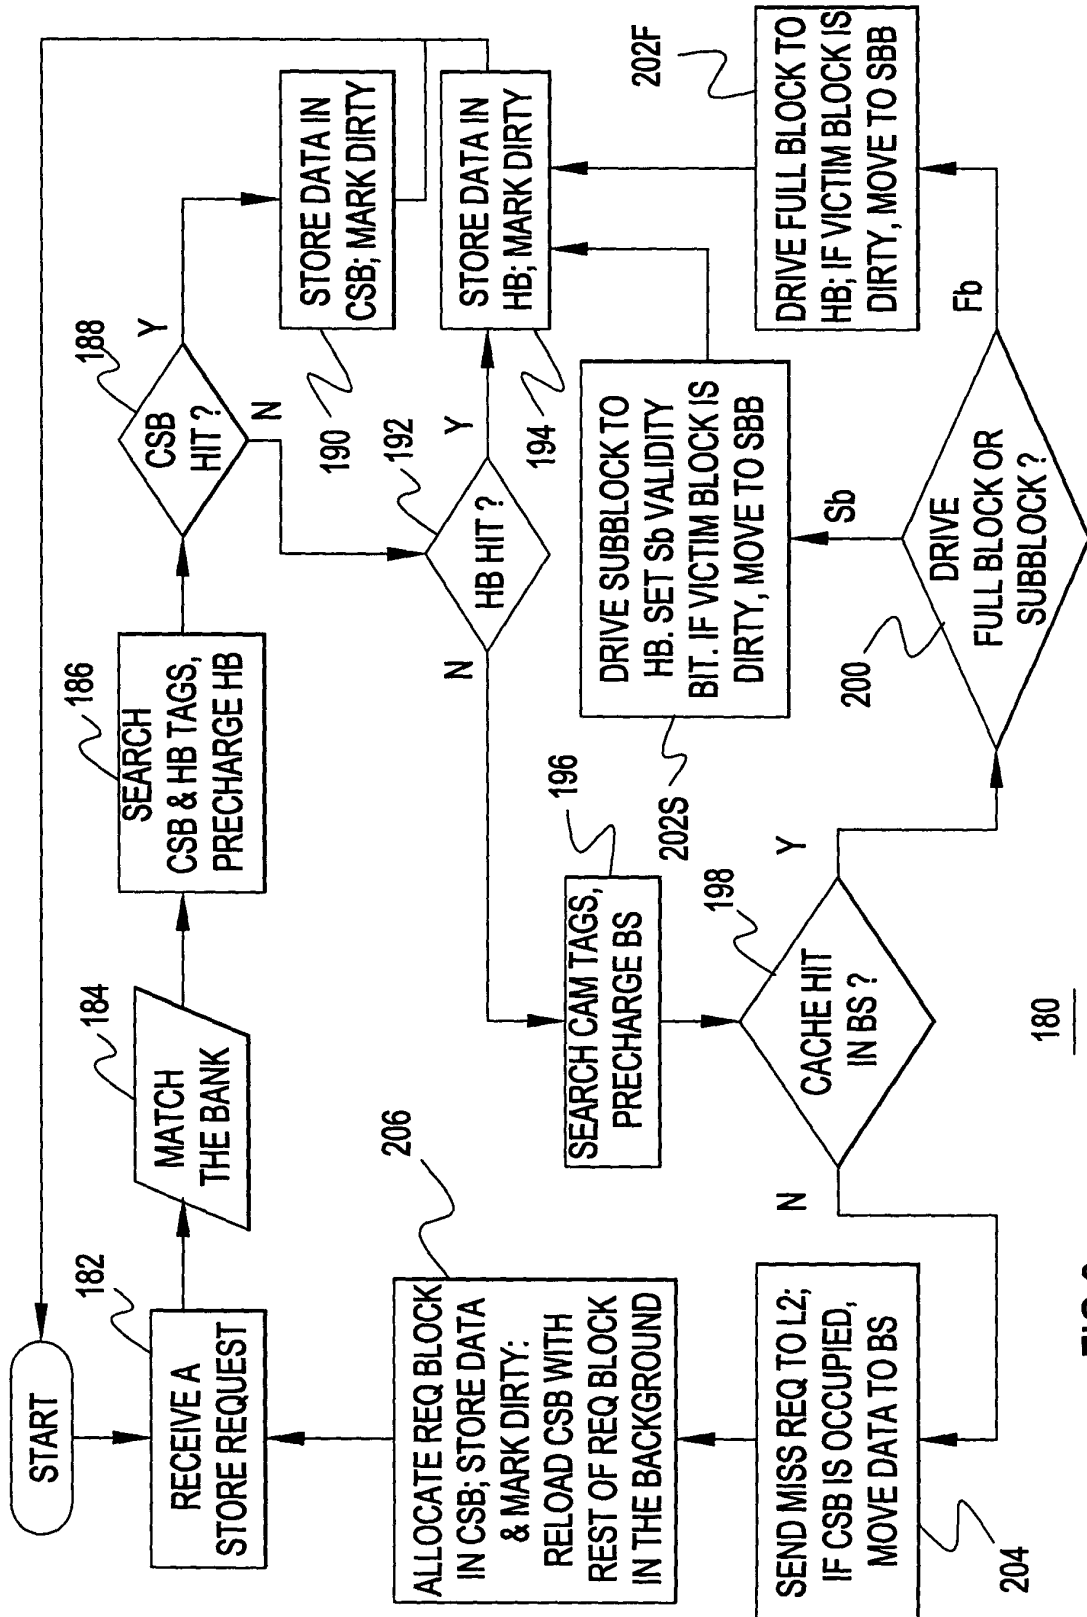 START
182
RECEIVE A
STORE REQUEST
184
MATCH
THE BANK
186
SEARCH
CSB & HB TAGS,
PRECHARGE HB
188
CSB
HIT ?
Y
N
STORE DATA IN
CSB; MARK DIRTY
190
192
HB HIT ?
Y
N
STORE DATA IN
HB; MARK DIRTY
194
196
SEARCH CAM TAGS,
PRECHARGE BS
198
CACHE HIT
IN BS ?
Y
N
DRIVE
FULL BLOCK OR
SUBBLOCK ?
200
Sb
Fb
DRIVE SUBBLOCK TO
HB. SET Sb VALIDITY
BIT. IF VICTIM BLOCK IS
DIRTY, MOVE TO SBB
202S
DRIVE FULL BLOCK TO
HB; IF VICTIM BLOCK IS
DIRTY, MOVE TO SBB
202F
SEND MISS REQ TO L2;
IF CSB IS OCCUPIED,
MOVE DATA TO BS
204
206
ALLOCATE REQ BLOCK
IN CSB; STORE DATA
& MARK DIRTY:
RELOAD CSB WITH
REST OF REQ BLOCK
IN THE BACKGROUND
180